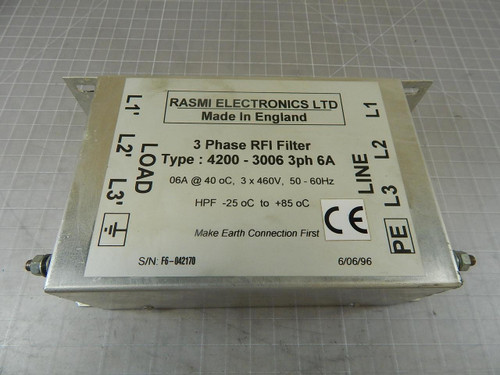 RASMI ELECTRONICS LTD
Made In England
3 Phase RFI Filter
Type : 4200 - 3006 3ph 6A
06A @ 40 oC, 3 x 460V, 50 - 60Hz
HPF -25 oC to +85 oC
Make Earth Connection First
S/N: F6-042170
6/06/96
LOAD
L1'
L2'
L3'
LINE
L1
L2
L3
PE
CE